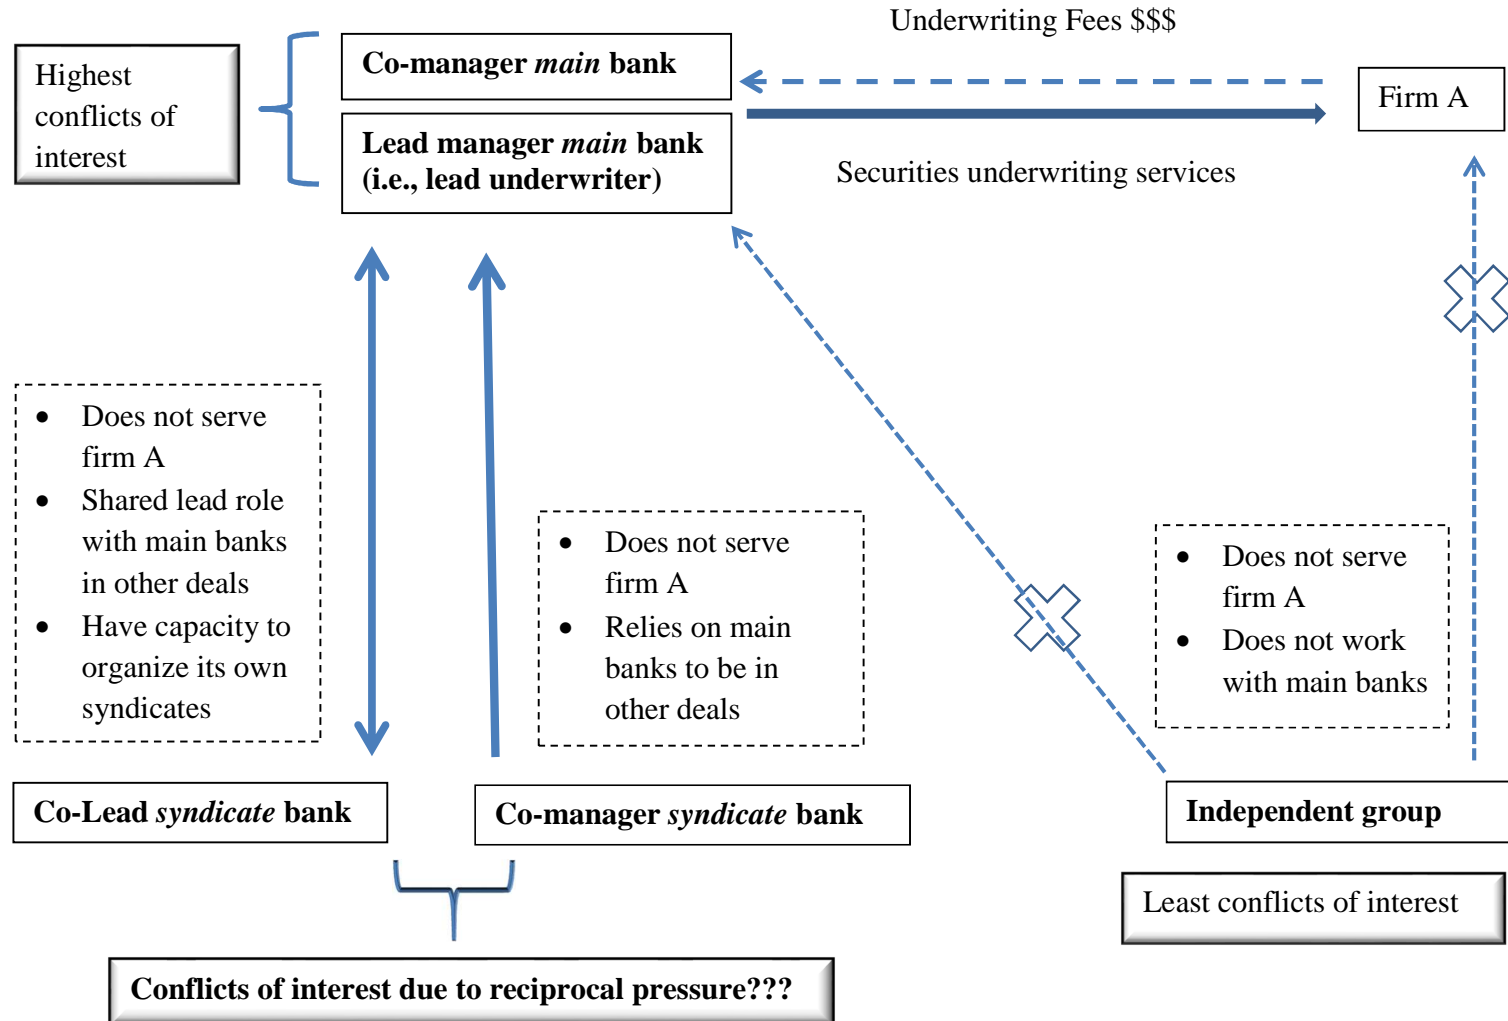 Underwriting Fees $$$
Highest
conflicts of
interest
Co-manager main bank
Lead manager main bank
(i.e., lead underwriter)
Firm A
Securities underwriting services
• Does not serve
firm A
• Shared lead role
with main banks
in other deals
• Have capacity to
organize its own
syndicates
• Does not serve
firm A
• Relies on main
banks to be in
other deals
• Does not serve
firm A
• Does not work
with main banks
Co-Lead syndicate bank
Co-manager syndicate bank
Independent group
Least conflicts of interest
Conflicts of interest due to reciprocal pressure???